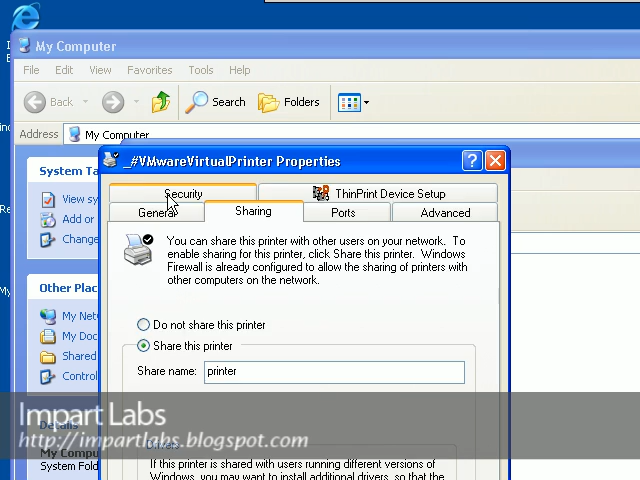 My Computer
File Edit View Favorites Tools Help
Back Search Folders
Address My Computer
System Ta
View sy
Add or
Change
Other Plac
My Net
My Doc
Shared
Control
Details
My Compu
System Fold
_#VMwareVirtualPrinter Properties
Security ThinPrint Device Setup
General Sharing Ports Advanced
You can share this printer with other users on your network. To
enable sharing for this printer, click Share this printer. Windows
Firewall is already configured to allow the sharing of printers with
other computers on the network.
Do not share this printer
Share this printer
Share name: printer
Drivers
If this printer is shared with users running different versions of
Windows, you may want to install additional drivers, so that the
Impart Labs
http://impartlabs.blogspot.com